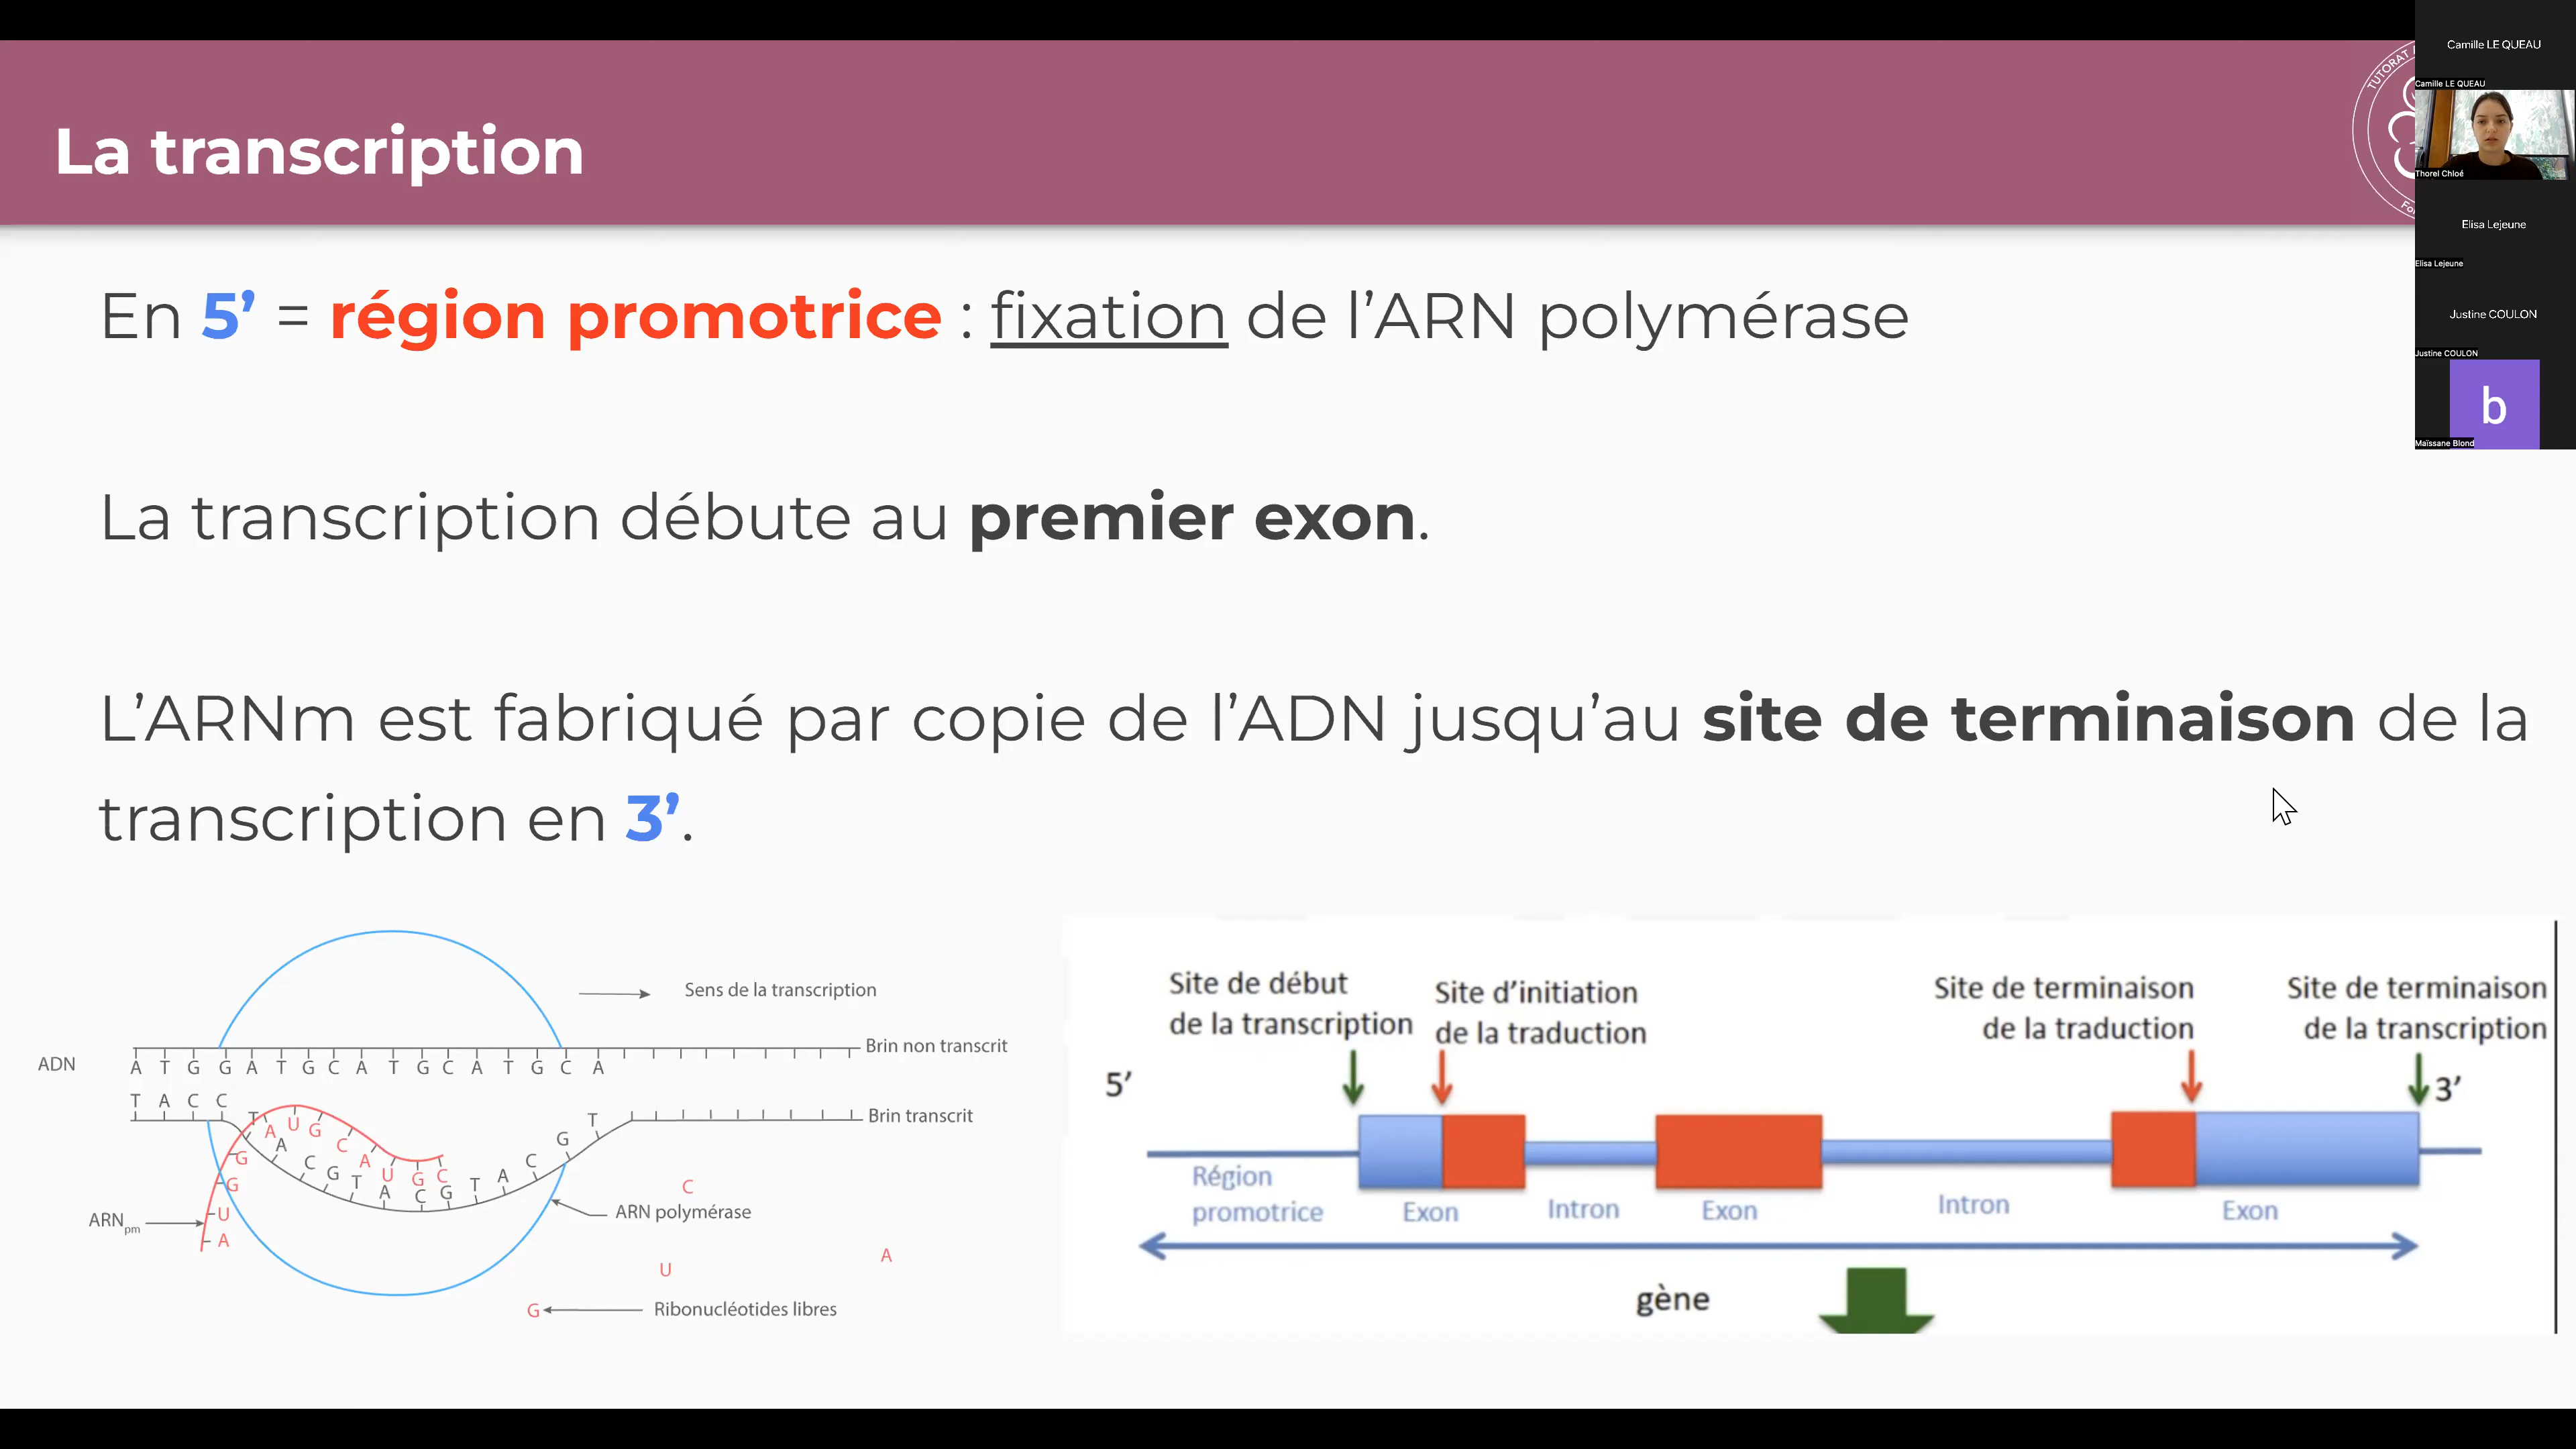 La transcription
TUTORAT
En 5’ = région promotrice : fixation de l’ARN polymérase
La transcription débute au premier exon.
L’ARNm est fabriqué par copie de l’ADN jusqu’au site de terminaison de la
transcription en 3’.
Sens de la transcription
Brin non transcrit
ADN
A T G G A T G C A T G C A T G C A
T A C C
Brin transcrit
T A C G T A C G T A C G T
A U G G A U G C A U G C
ARNpm
ARN polymérase
C
U
A
G
Ribonucléotides libres
Site de début
de la transcription
Site d’initiation
de la traduction
Site de terminaison
de la traduction
Site de terminaison
de la transcription
5’
3’
Région
promotrice
Exon
Intron
Exon
Intron
Exon
gène
Camille LE QUEAU
Camille LE QUEAU
Thorel Chloé
Elisa Lejeune
Elisa Lejeune
Justine COULON
Justine COULON
b
Maïssane Blond